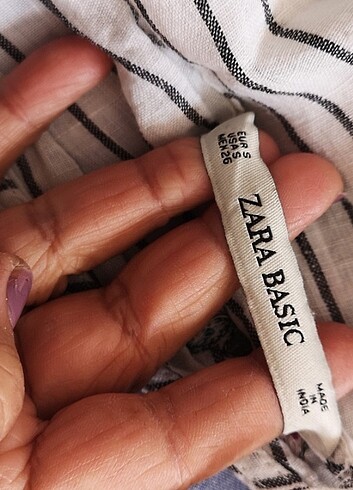 EUR S
USA S
MEX 26
ZARA BASIC
MADE
IN
INDIA